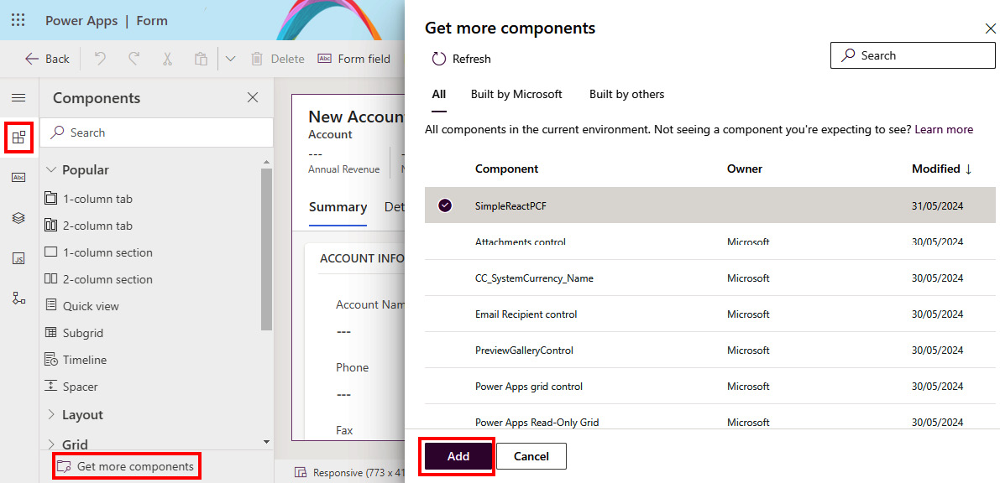 Power Apps | Form
Back
Delete
Abc Form field
Components
Search
Abc
JS
Popular
1-column tab
2-column tab
1-column section
2-column section
Quick view
Subgrid
Timeline
Spacer
Layout
Grid
Get more components
New Accoun
Account
---
Annual Revenue
Summary Det
ACCOUNT INFO
Account Nam
---
Phone
---
Fax
Responsive (773 x 41
Get more components
Refresh
Search
All Built by Microsoft Built by others
All components in the current environment. Not seeing a component you're expecting to see? Learn more
Component Owner Modified ↓
SimpleReactPCF 31/05/2024
Attachments control Microsoft 30/05/2024
CC_SystemCurrency_Name Microsoft 30/05/2024
Email Recipient control Microsoft 30/05/2024
PreviewGalleryControl Microsoft 30/05/2024
Power Apps grid control Microsoft 30/05/2024
Power Apps Read-Only Grid Microsoft 30/05/2024
Add Cancel